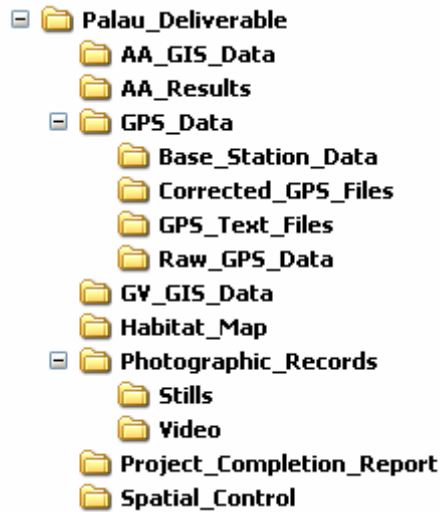 Palau_Deliverable
AA_GIS_Data
AA_Results
GPS_Data
Base_Station_Data
Corrected_GPS_Files
GPS_Text_Files
Raw_GPS_Data
GV_GIS_Data
Habitat_Map
Photographic_Records
Stills
Video
Project_Completion_Report
Spatial_Control